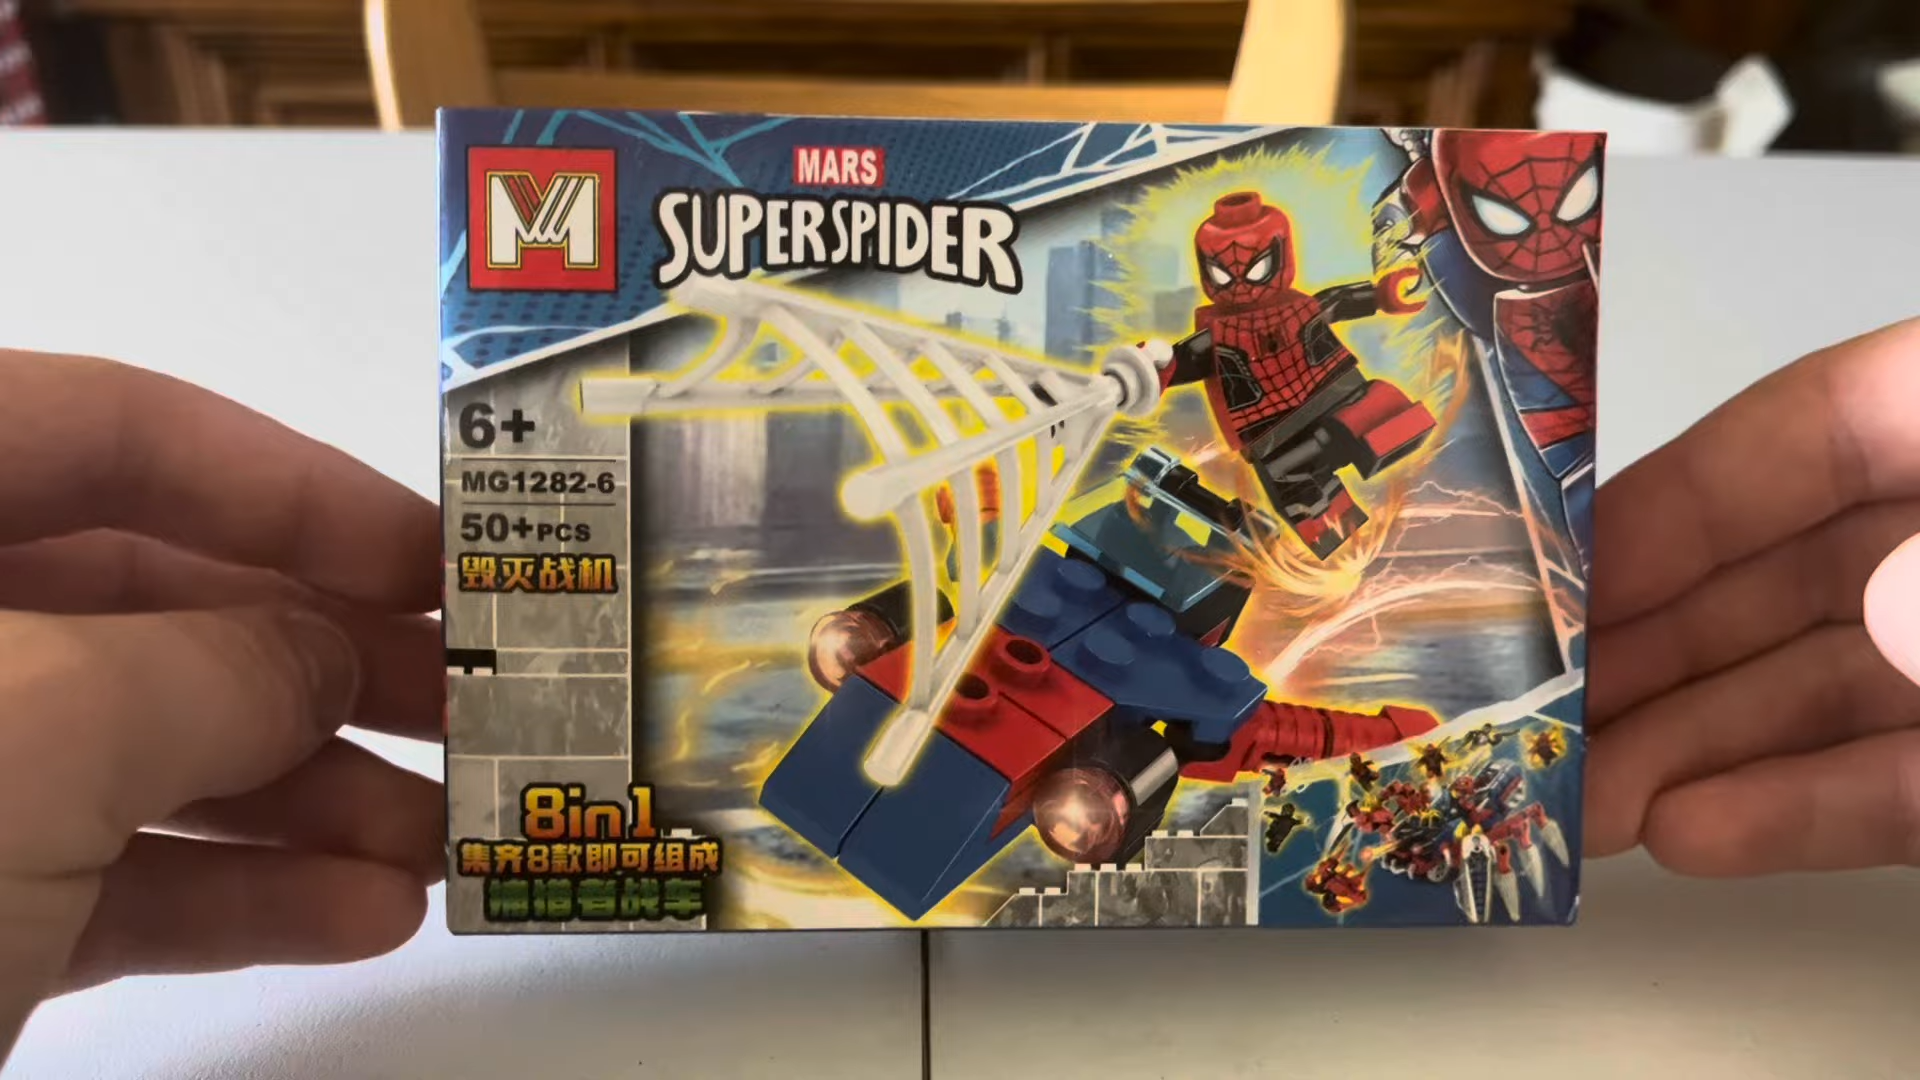 M
MARS
SUPERSPIDER
6+
MG1282-6
50+PCS
毁灭战机
8in1
集齐8款即可组成
捕猎者战车